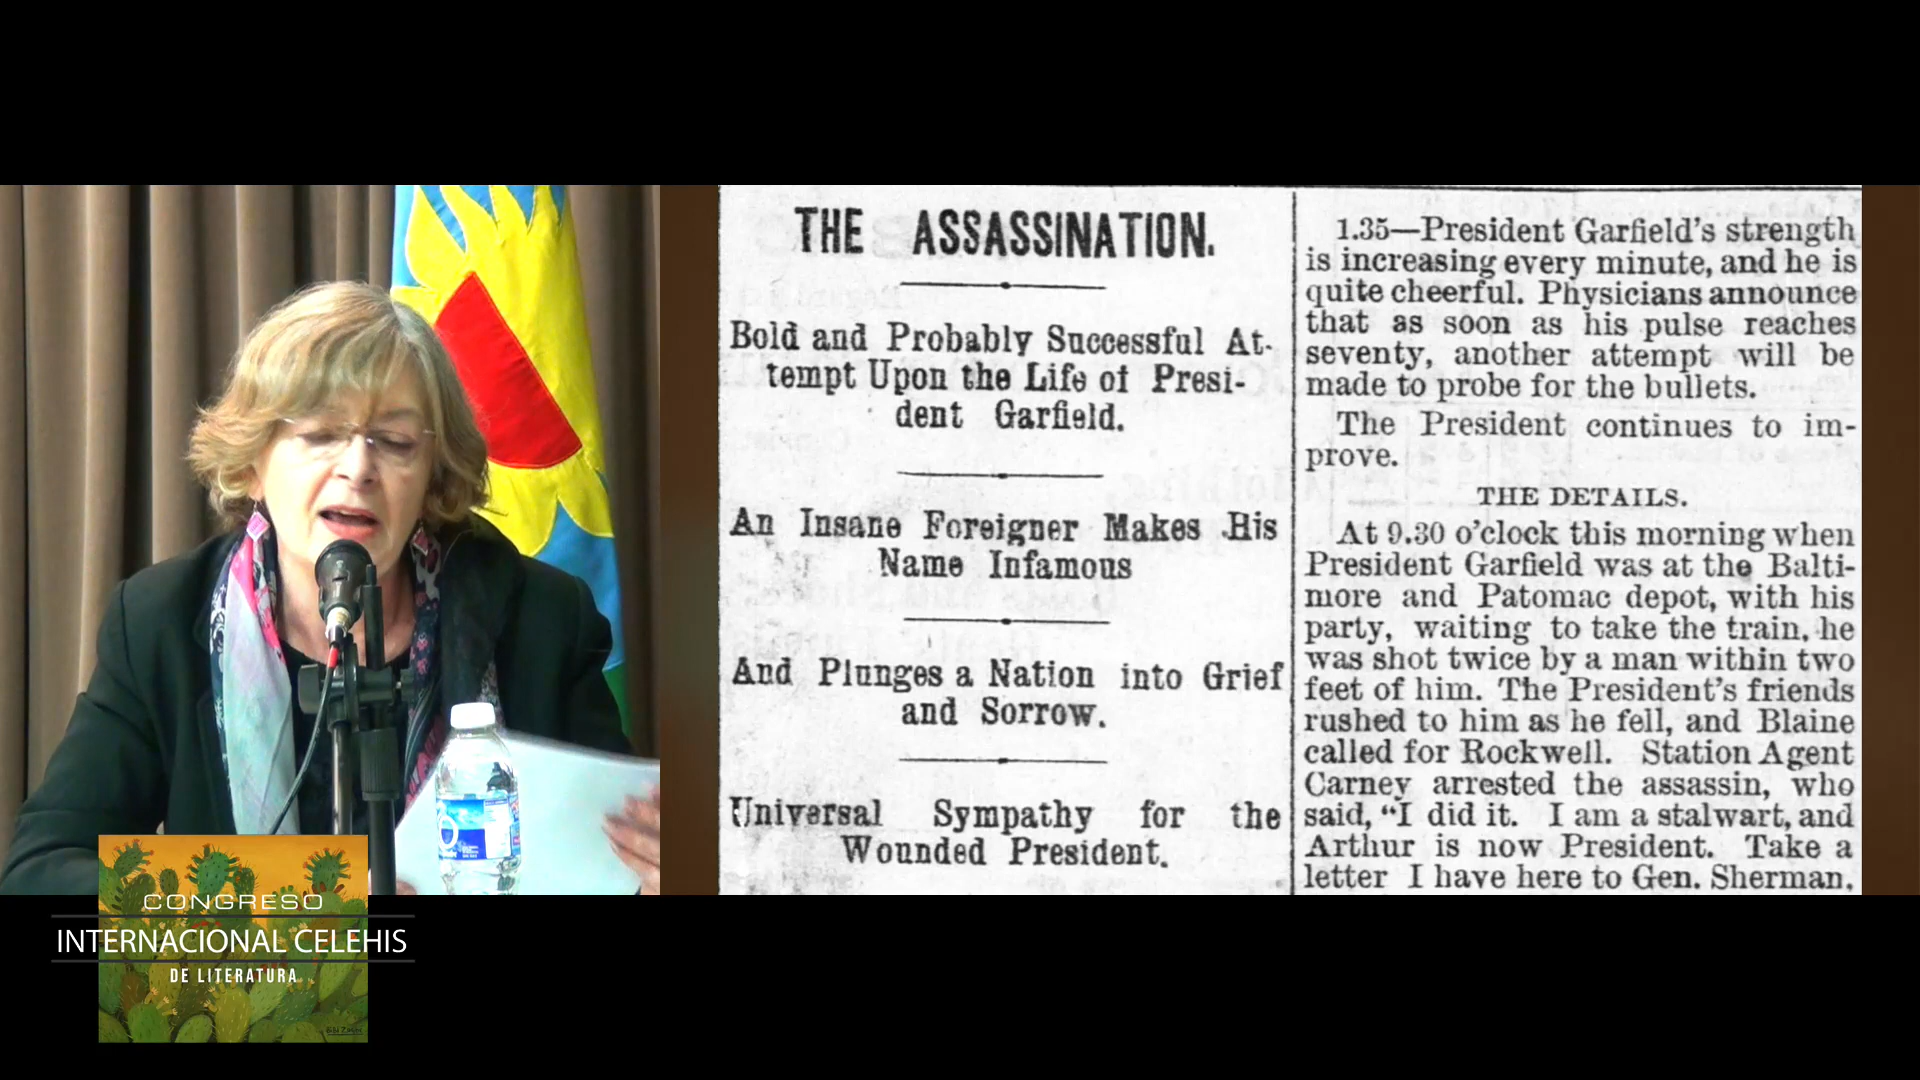 THE ASSASSINATION.
Bold and Probably Successful At-
tempt Upon the Life of Presi-
dent Garfield.
An Insane Foreigner Makes His
Name Infamous
And Plunges a Nation into Grief
and Sorrow.
Universal Sympathy for the
Wounded President.
1.35—President Garfield's strength
is increasing every minute, and he is
quite cheerful. Physicians announce
that as soon as his pulse reaches
seventy, another attempt will be
made to probe for the bullets.
The President continues to im-
prove.
THE DETAILS.
At 9.30 o'clock this morning when
President Garfield was at the Balti-
more and Patomac depot, with his
party, waiting to take the train, he
was shot twice by a man within two
feet of him. The President's friends
rushed to him as he fell, and Blaine
called for Rockwell. Station Agent
Carney arrested the assassin, who
said, "I did it. I am a stalwart, and
Arthur is now President. Take a
letter I have here to Gen. Sherman,
CONGRESO
INTERNACIONAL CELEHIS
DE LITERATURA